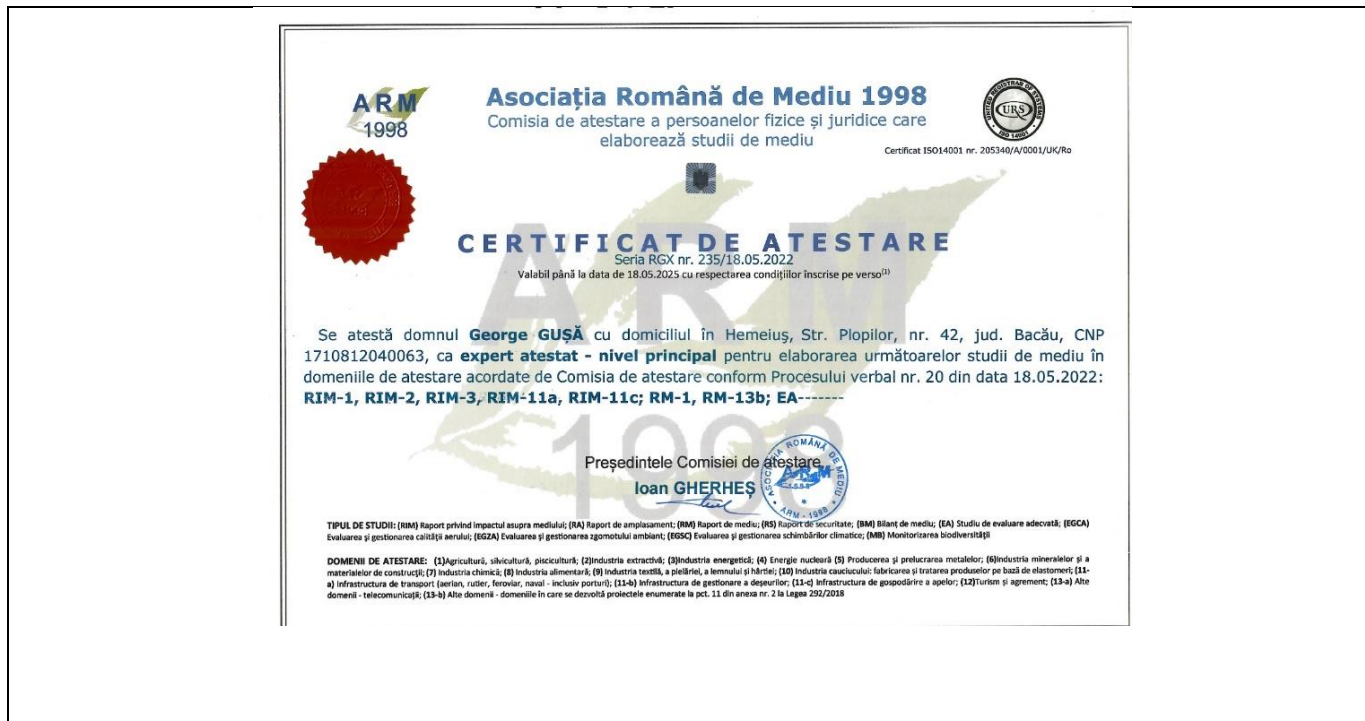 ARM
1998
Asociația Română de Mediu 1998
Comisia de atestare a persoanelor fizice și juridice care
elaborează studii de mediu
UNITED REGISTRAR OF SYSTEMS
URS
ISO 14001
Certificat ISO14001 nr. 205340/A/0001/UK/Ro
CERTIFICAT DE ATESTARE
Seria RGX nr. 235/18.05.2022
Valabil până la data de 18.05.2025 cu respectarea condițiilor înscrise pe verso(1)
ARM
1998
Se atestă domnul George GUȘĂ cu domiciliul în Hemeiuș, Str. Plopilor, nr. 42, jud. Bacău, CNP
1710812040063, ca expert atestat - nivel principal pentru elaborarea următoarelor studii de mediu în
domeniile de atestare acordate de Comisia de atestare conform Procesului verbal nr. 20 din data 18.05.2022:
RIM-1, RIM-2, RIM-3, RIM-11a, RIM-11c; RM-1, RM-13b; EA-------
Președintele Comisiei de atestare
Ioan GHERHEȘ
ASOCIAȚIA ROMÂNĂ DE MEDIU
ARM
1998
ARM - 1998
TIPUL DE STUDII: (RIM) Raport privind impactul asupra mediului; (RA) Raport de amplasament; (RM) Raport de mediu; (RS) Raport de securitate; (BM) Bilanț de mediu; (EA) Studiu de evaluare adecvată; (EGCA)
Evaluarea și gestionarea calității aerului; (EGZA) Evaluarea și gestionarea zgomotului ambiant; (EGSC) Evaluarea și gestionarea schimbărilor climatice; (MB) Monitorizarea biodiversității
DOMENII DE ATESTARE: (1)Agricultură, silvicultură, piscicultură; (2)Industria extractivă; (3)Industria energetică; (4) Energie nucleară (5) Producerea și prelucrarea metalelor; (6)Industria mineralelor și a
materialelor de construcții; (7) Industria chimică; (8) Industria alimentară; (9) Industria textilă, a pielăriei, a lemnului și hârtiei; (10) Industria cauciucului: fabricarea și tratarea produselor pe bază de elastomeri; (11-
a) Infrastructura de transport (aerian, rutier, feroviar, naval - inclusiv porturi); (11-b) Infrastructura de gestionare a deșeurilor; (11-c) Infrastructura de gospodărire a apelor; (12)Turism și agrement; (13-a) Alte
domenii - telecomunicații; (13-b) Alte domenii - domeniile în care se dezvoltă proiectele enumerate la pct. 11 din anexa nr. 2 la Legea 292/2018